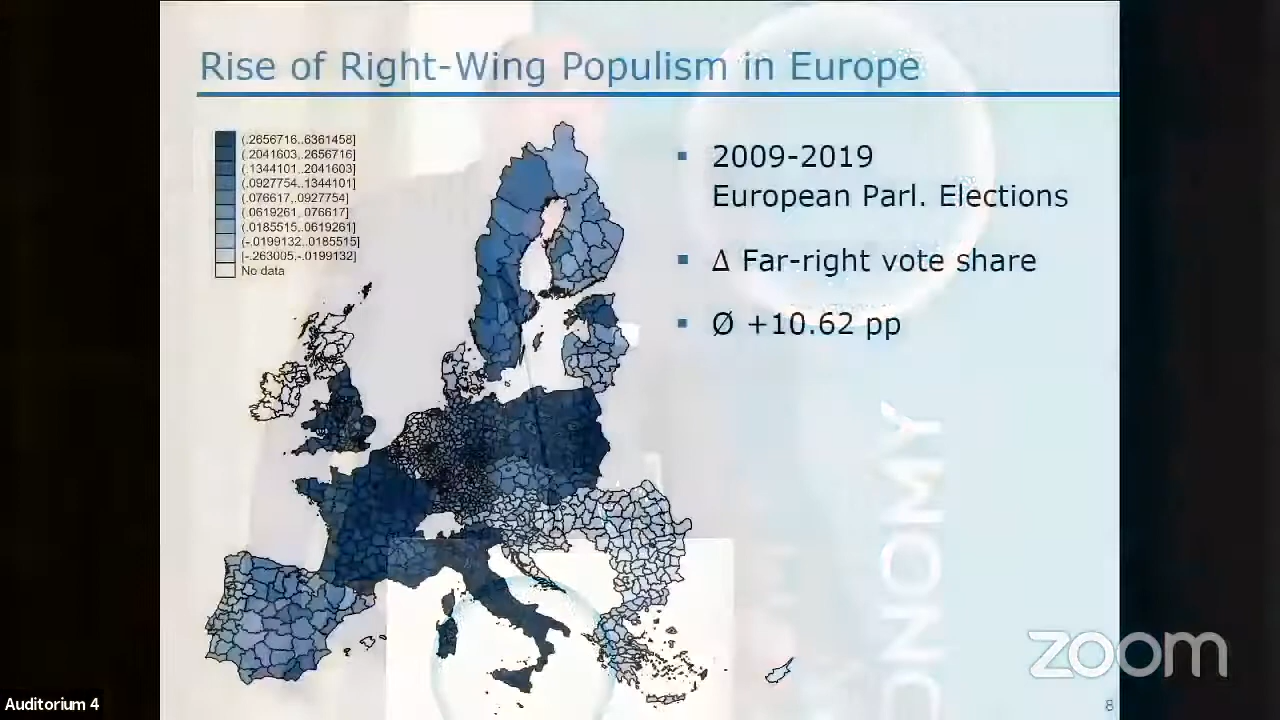 Rise of Right-Wing Populism in Europe
(.2656716,.6361458]
(.2041603,.2656716]
(.1344101,.2041603]
(.0927754,.1344101]
(.076617,.0927754]
(.0619261,.076617]
(.0185515,.0619261]
(-.0199132,.0185515]
[-.263005,-.0199132]
No data
▪ 2009-2019
European Parl. Elections
▪ Δ Far-right vote share
▪ Ø +10.62 pp
ONOMY
zoom
8
Auditorium 4